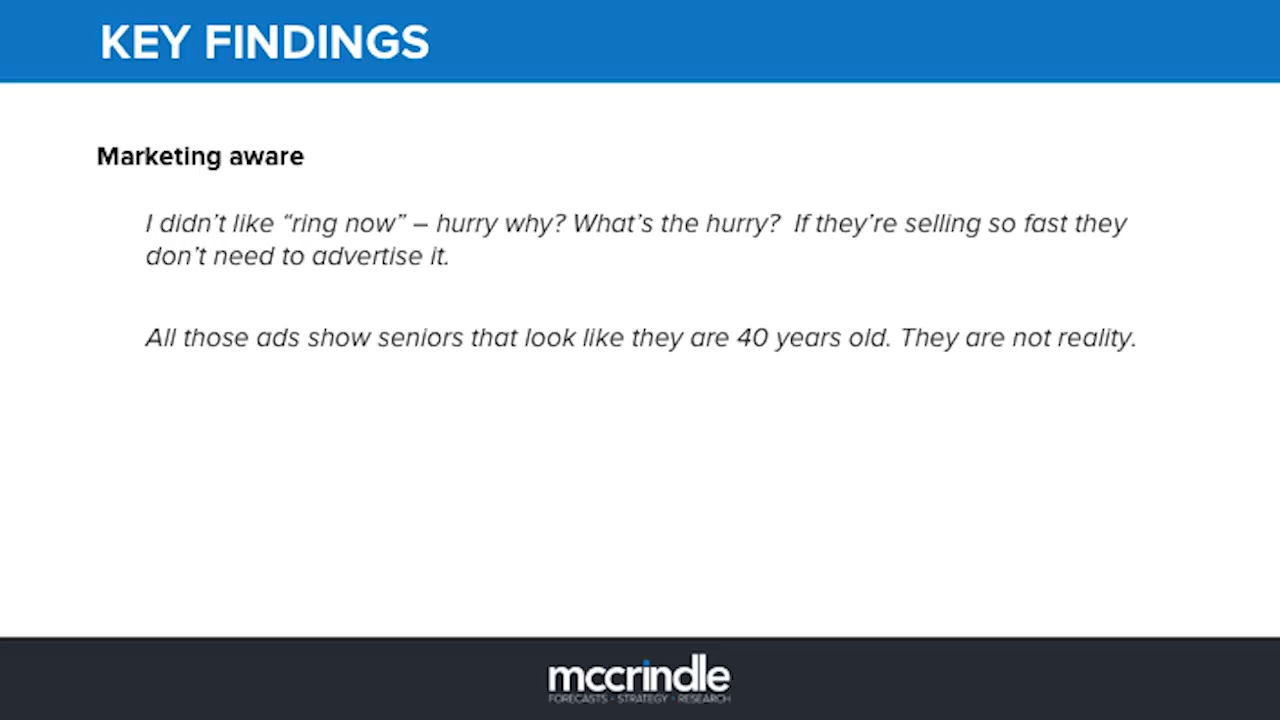 KEY FINDINGS
Marketing aware
I didn’t like “ring now” – hurry why? What’s the hurry?  If they’re selling so fast they
don’t need to advertise it.
All those ads show seniors that look like they are 40 years old. They are not reality.
mccrindle
FORECASTS • STRATEGY • RESEARCH